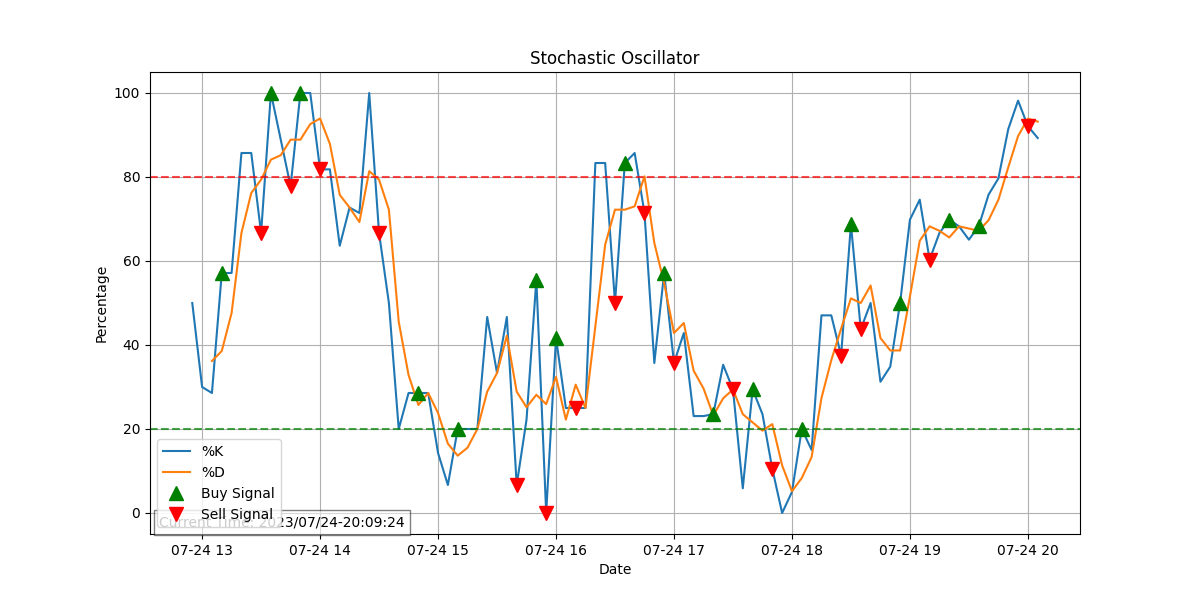 Stochastic Oscillator
Percentage
100
80
60
40
20
0
%K
%D
Buy Signal
Sell Signal
Current Time: 2023/07/24-20:09:24
07-24 13
07-24 14
07-24 15
07-24 16
07-24 17
07-24 18
07-24 19
07-24 20
Date